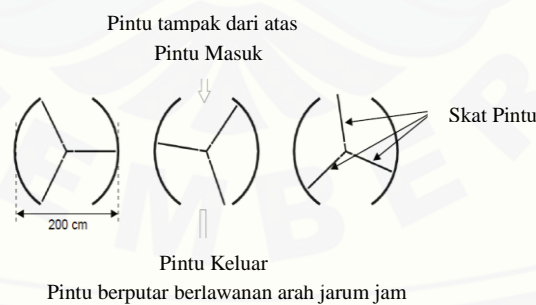 Pintu tampak dari atas
Pintu Masuk
Skat Pintu
200 cm
Pintu Keluar
Pintu berputar berlawanan arah jarum jam